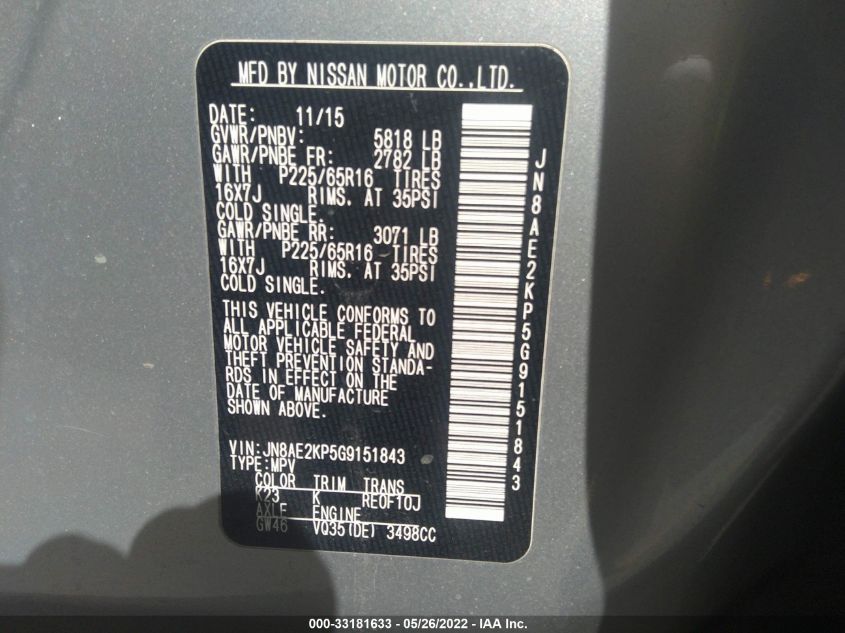 MFD BY NISSAN MOTOR CO.,LTD.
DATE: 11/15
GVWR/PNBV: 5818 LB
GAWR/PNBE FR: 2782 LB
WITH P225/65R16 TIRES
16X7J RIMS. AT 35PSI
COLD SINGLE.
GAWR/PNBE RR: 3071 LB
WITH P225/65R16 TIRES
16X7J RIMS. AT 35PSI
COLD SINGLE.
THIS VEHICLE CONFORMS TO
ALL APPLICABLE FEDERAL
MOTOR VEHICLE SAFETY AND
THEFT PREVENTION STANDA-
RDS IN EFFECT ON THE
DATE OF MANUFACTURE
SHOWN ABOVE.
VIN:JN8AE2KP5G9151843
TYPE:MPV
COLOR TRIM TRANS
K23 K RE0F10J
AXLE ENGINE
GW46 VQ35(DE) 3498CC
JN8AE2KP5G9151843
000-33181633 - 05/26/2022 - IAA Inc.